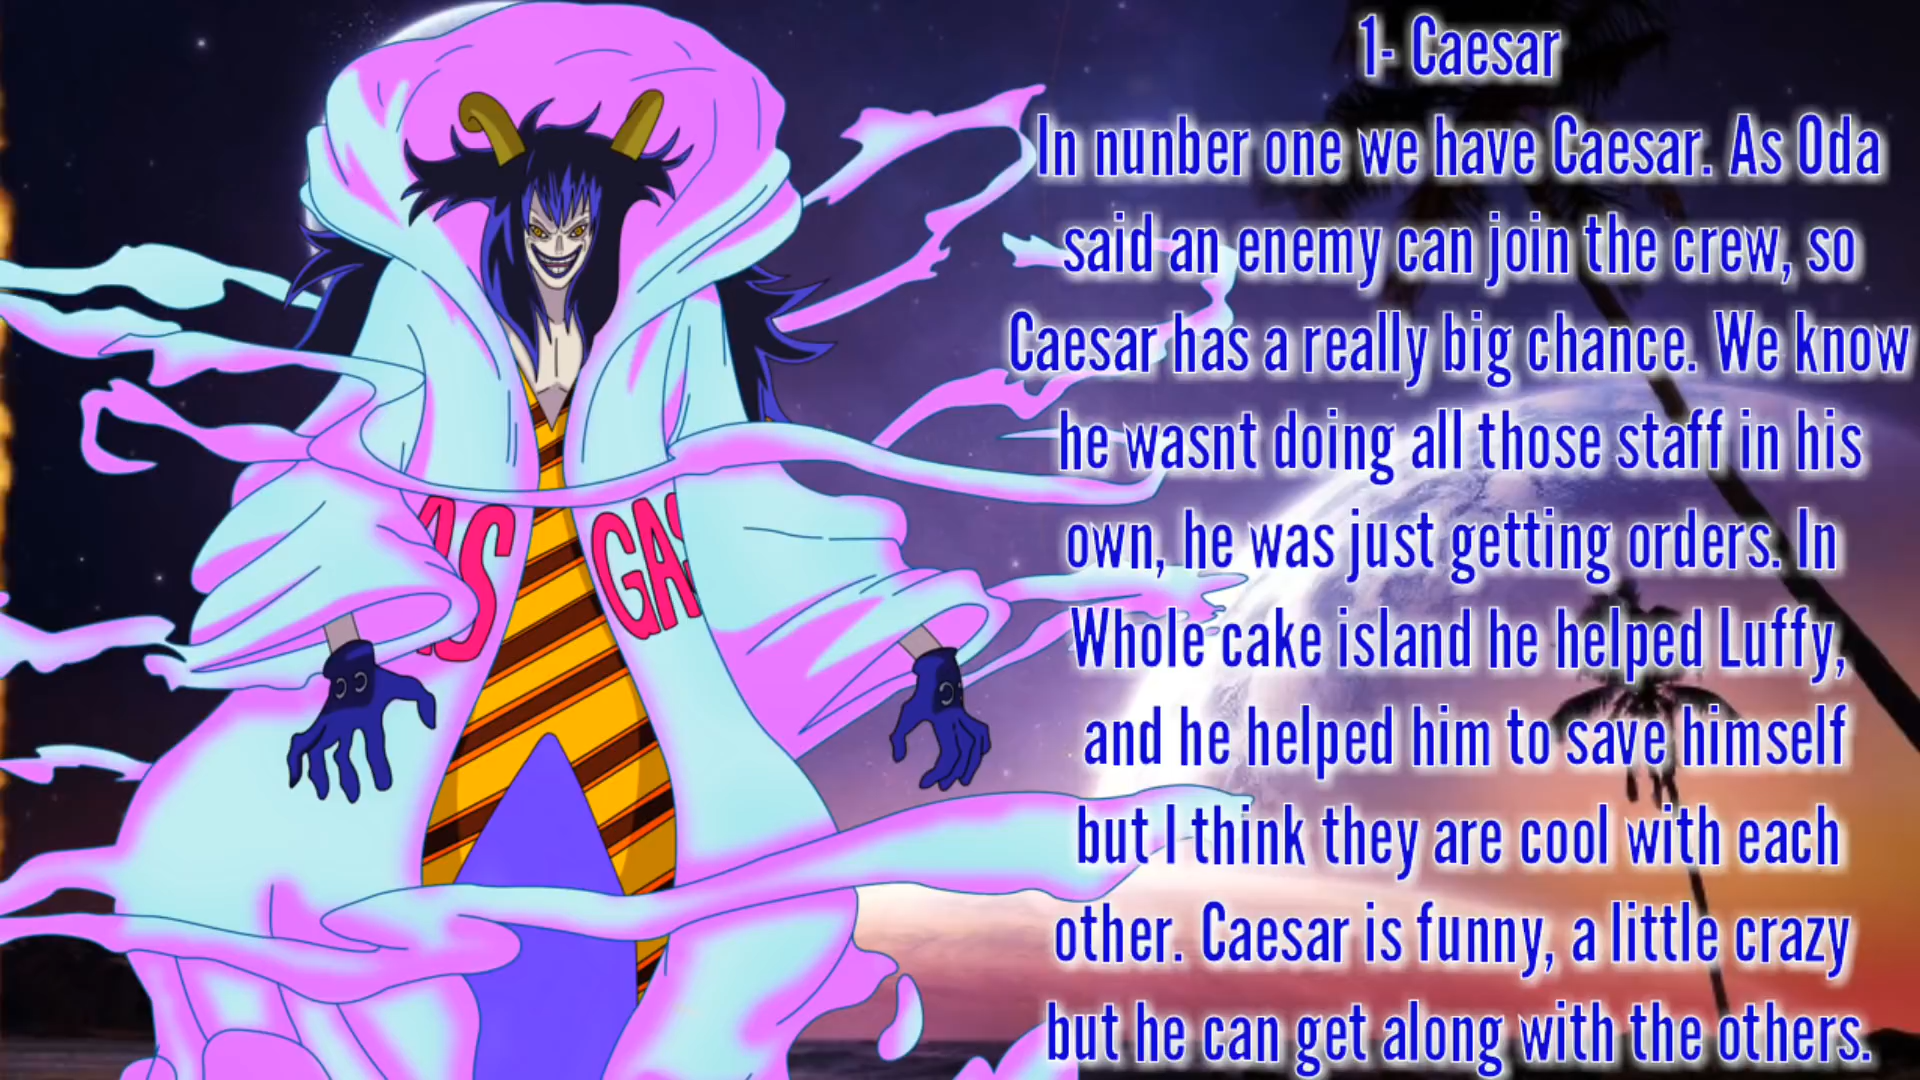 1- Caesar
In nunber one we have Caesar. As Oda
said an enemy can join the crew, so
Caesar has a really big chance. We know
he wasnt doing all those staff in his
own, he was just getting orders. In
Whole cake island he helped Luffy,
and he helped him to save himself
but I think they are cool with each
other. Caesar is funny, a little crazy
but he can get along with the others.
AS
GAS